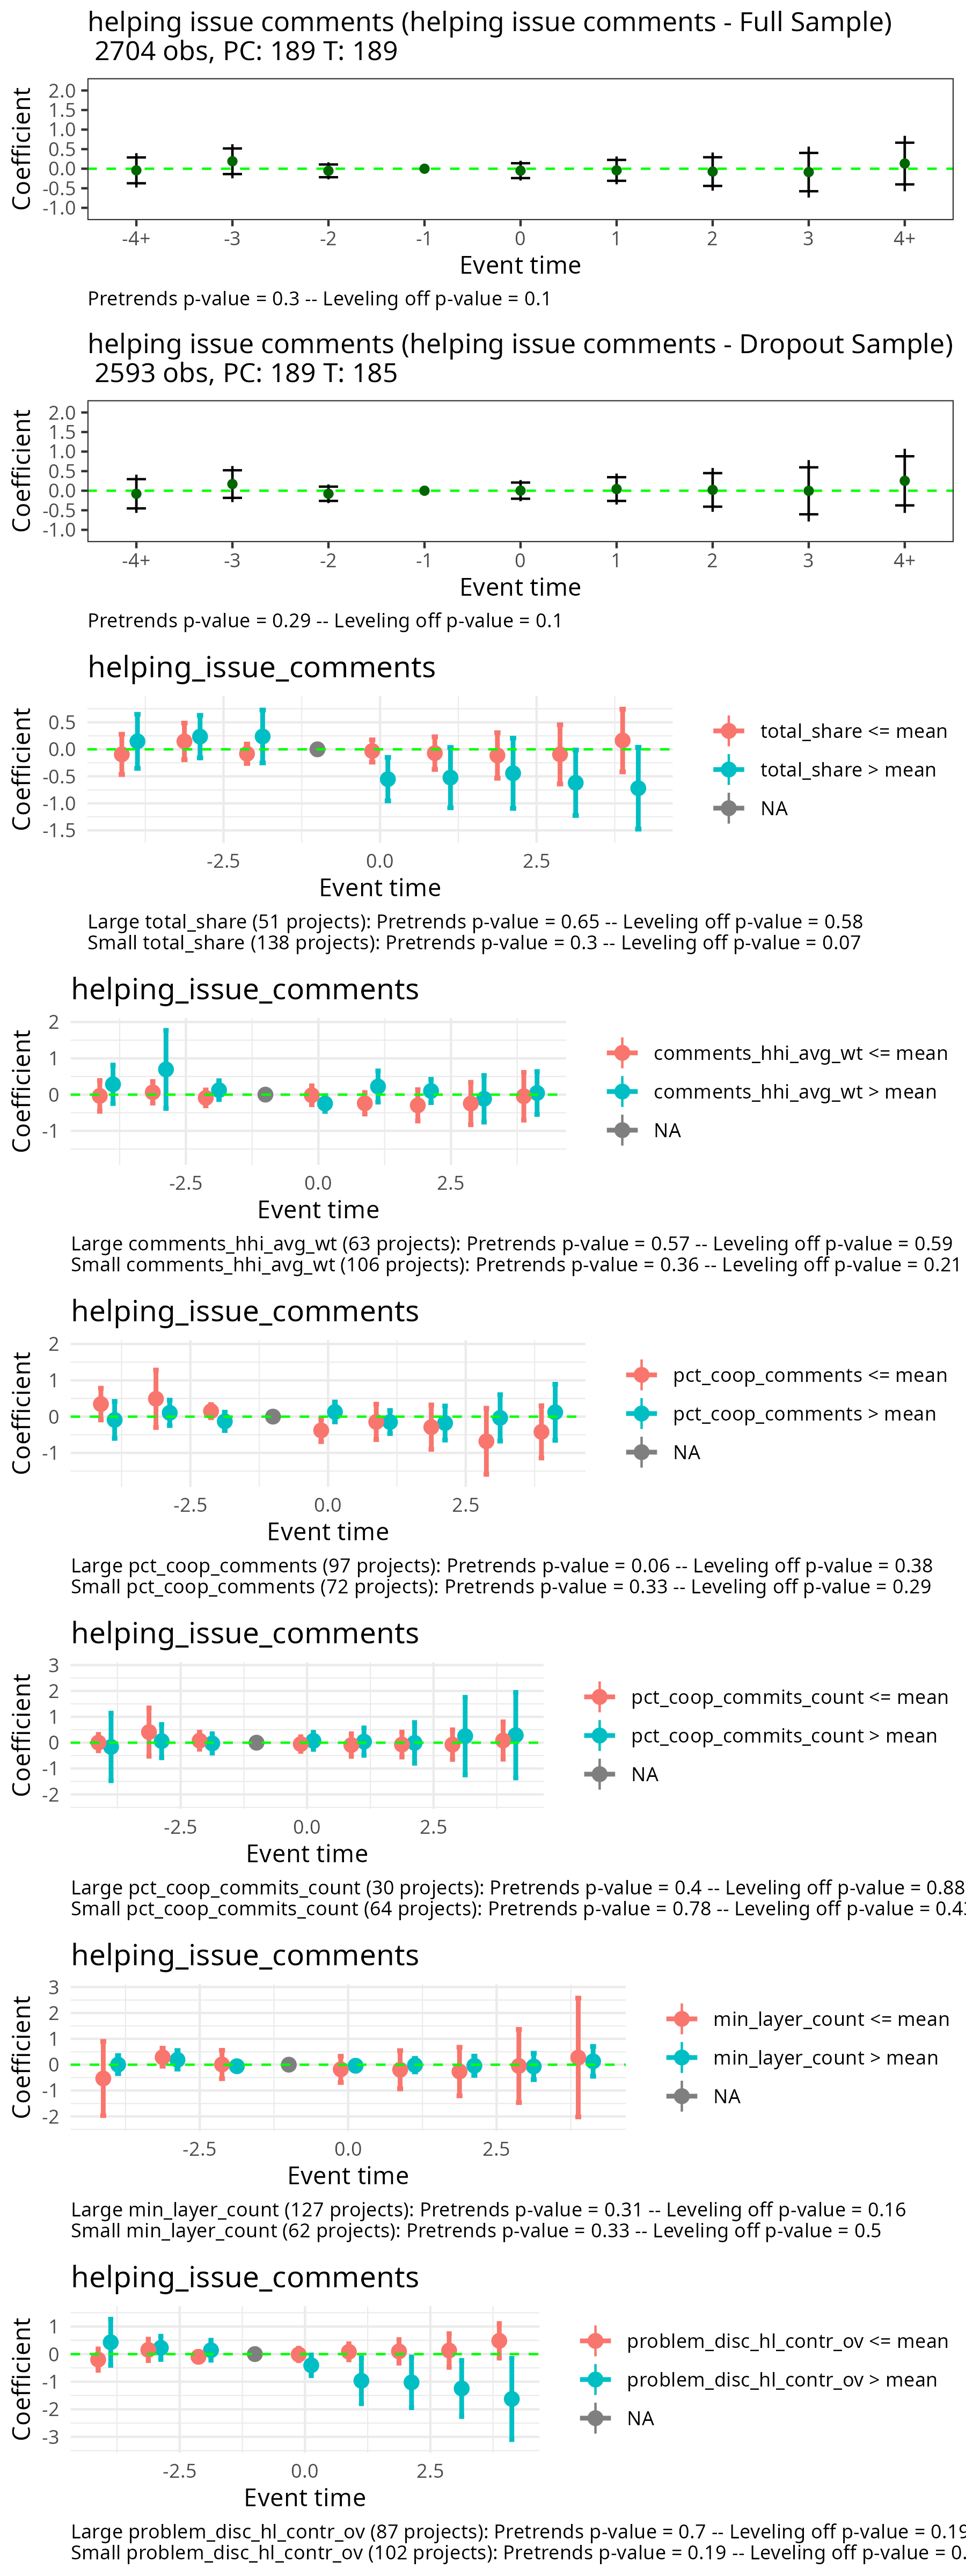 helping issue comments (helping issue comments - Full Sample)
2704 obs, PC: 189 T: 189
Coefficient
2.0
1.5
1.0
0.5
0.0
-0.5
-1.0
-4+ -3 -2 -1 0 1 2 3 4+
Event time
Pretrends p-value = 0.3 -- Leveling off p-value = 0.1
helping issue comments (helping issue comments - Dropout Sample)
2593 obs, PC: 189 T: 185
Coefficient
2.0
1.5
1.0
0.5
0.0
-0.5
-1.0
-4+ -3 -2 -1 0 1 2 3 4+
Event time
Pretrends p-value = 0.29 -- Leveling off p-value = 0.1
helping_issue_comments
Coefficient
0.5
0.0
-0.5
-1.0
-1.5
-2.5 0.0 2.5
Event time
total_share <= mean
total_share > mean
NA
Large total_share (51 projects): Pretrends p-value = 0.65 -- Leveling off p-value = 0.58
Small total_share (138 projects): Pretrends p-value = 0.3 -- Leveling off p-value = 0.07
helping_issue_comments
Coefficient
2
1
0
-1
-2.5 0.0 2.5
Event time
comments_hhi_avg_wt <= mean
comments_hhi_avg_wt > mean
NA
Large comments_hhi_avg_wt (63 projects): Pretrends p-value = 0.57 -- Leveling off p-value = 0.59
Small comments_hhi_avg_wt (106 projects): Pretrends p-value = 0.36 -- Leveling off p-value = 0.21
helping_issue_comments
Coefficient
2
1
0
-1
-2.5 0.0 2.5
Event time
pct_coop_comments <= mean
pct_coop_comments > mean
NA
Large pct_coop_comments (97 projects): Pretrends p-value = 0.06 -- Leveling off p-value = 0.38
Small pct_coop_comments (72 projects): Pretrends p-value = 0.33 -- Leveling off p-value = 0.29
helping_issue_comments
Coefficient
3
2
1
0
-1
-2
-2.5 0.0 2.5
Event time
pct_coop_commits_count <= mean
pct_coop_commits_count > mean
NA
Large pct_coop_commits_count (30 projects): Pretrends p-value = 0.4 -- Leveling off p-value = 0.88
Small pct_coop_commits_count (64 projects): Pretrends p-value = 0.78 -- Leveling off p-value =
helping_issue_comments
Coefficient
3
2
1
0
-1
-2
-2.5 0.0 2.5
Event time
min_layer_count <= mean
min_layer_count > mean
NA
Large min_layer_count (127 projects): Pretrends p-value = 0.31 -- Leveling off p-value = 0.16
Small min_layer_count (62 projects): Pretrends p-value = 0.33 -- Leveling off p-value = 0.5
helping_issue_comments
Coefficient
1
0
-1
-2
-3
-2.5 0.0 2.5
Event time
problem_disc_hl_contr_ov <= mean
problem_disc_hl_contr_ov > mean
NA
Large problem_disc_hl_contr_ov (87 projects): Pretrends p-value = 0.7 -- Leveling off p-value =
Small problem_disc_hl_contr_ov (102 projects): Pretrends p-value = 0.19 -- Leveling off p-value =